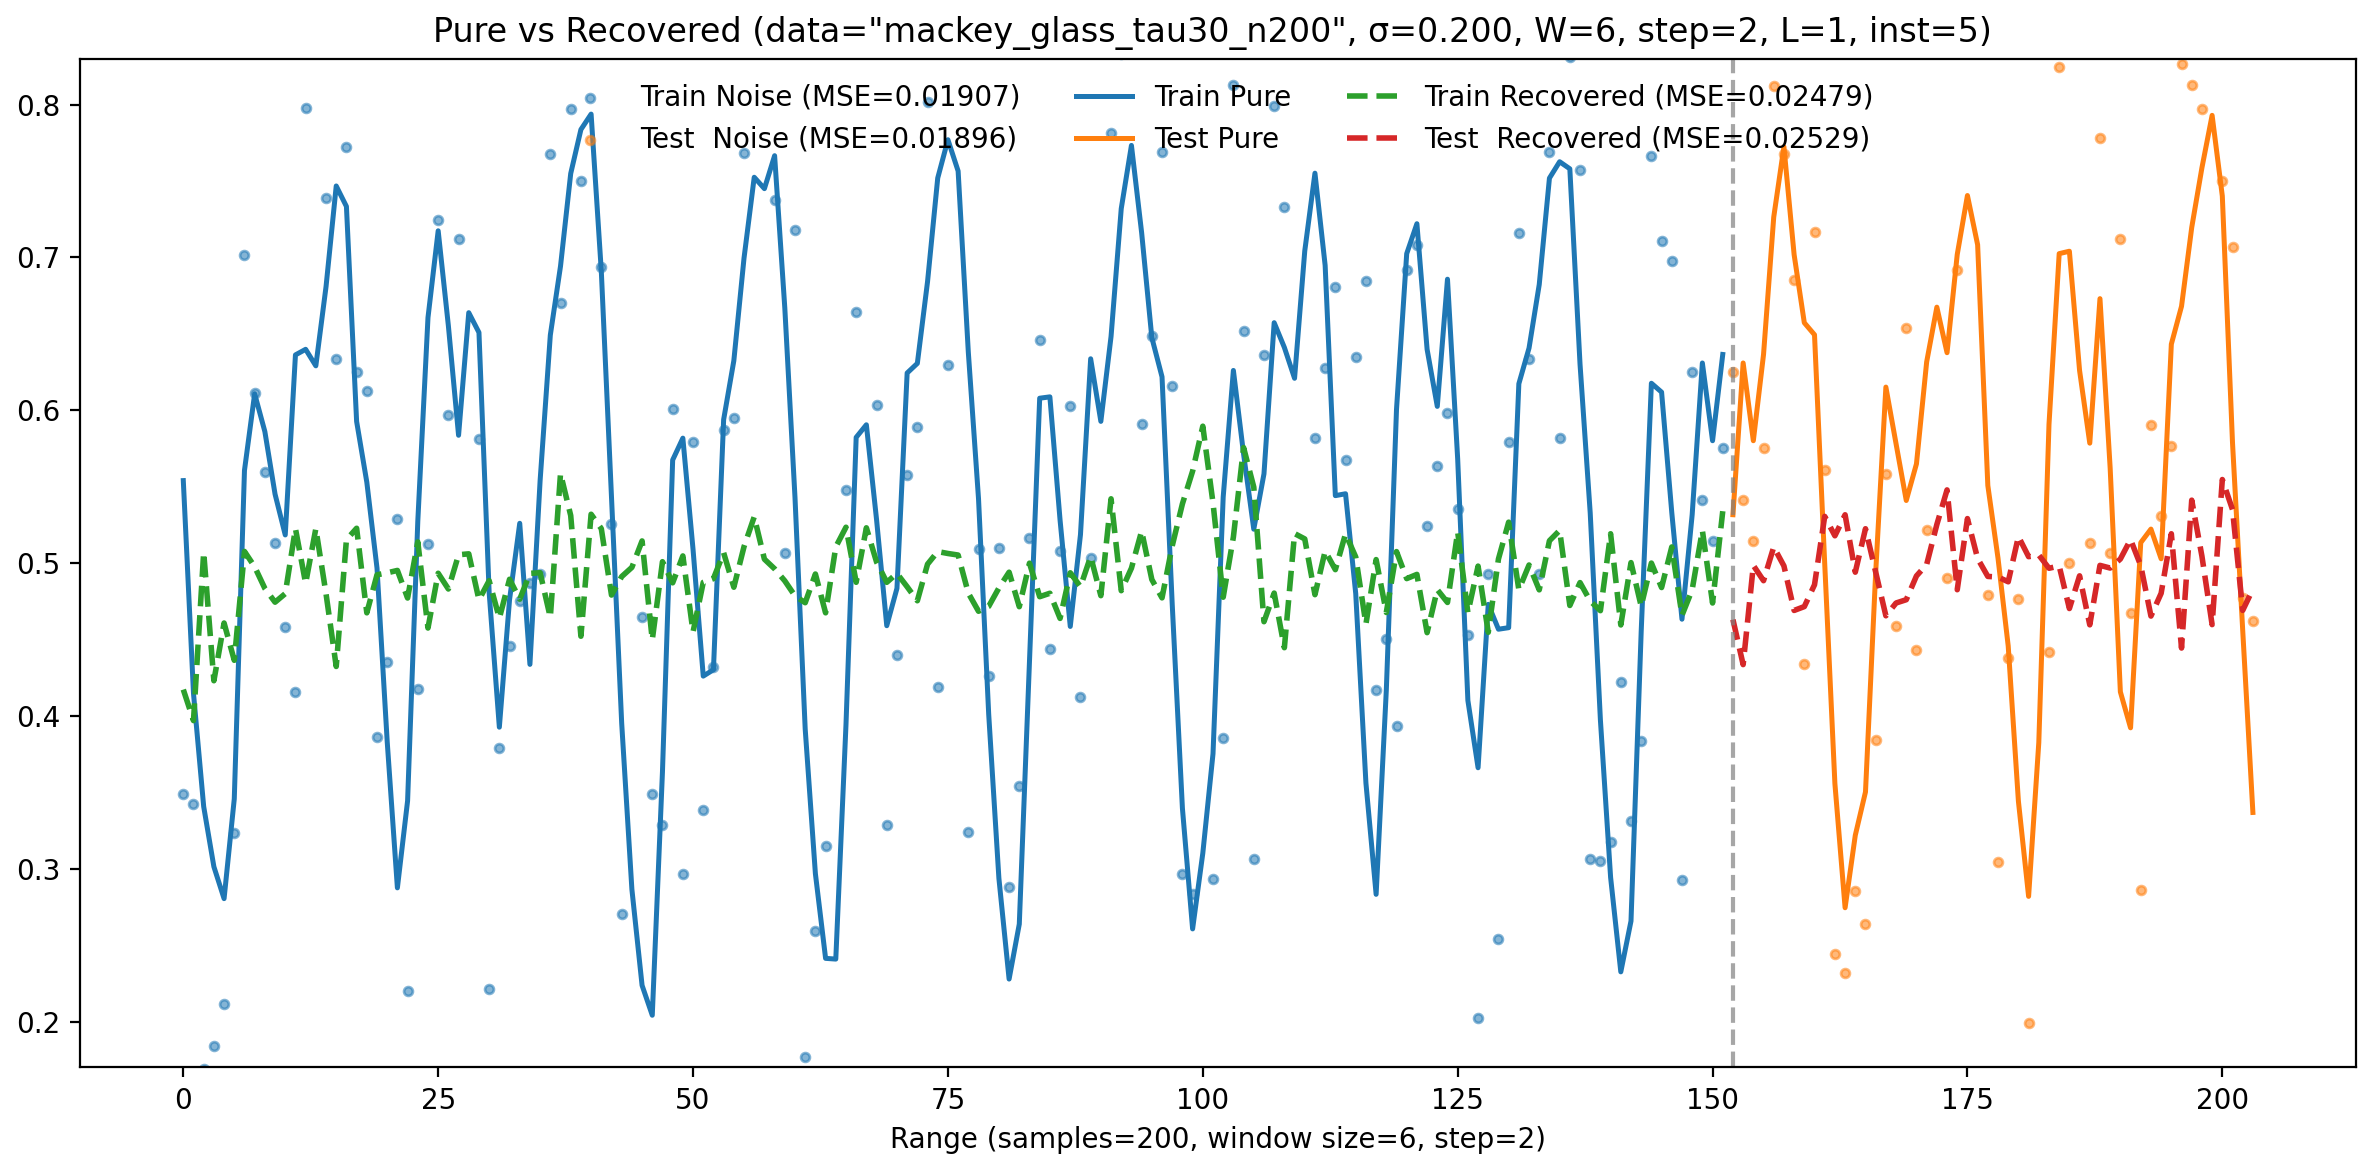 Pure vs Recovered (data="mackey_glass_tau30_n200", σ=0.200, W=6, step=2, L=1, inst=5)
Train Noise (MSE=0.01907) Train Pure Train Recovered (MSE=0.02479)
Test  Noise (MSE=0.01896) Test Pure Test  Recovered (MSE=0.02529)
0.8
0.7
0.6
0.5
0.4
0.3
0.2
0 25 50 75 100 125 150 175 200
Range (samples=200, window size=6, step=2)